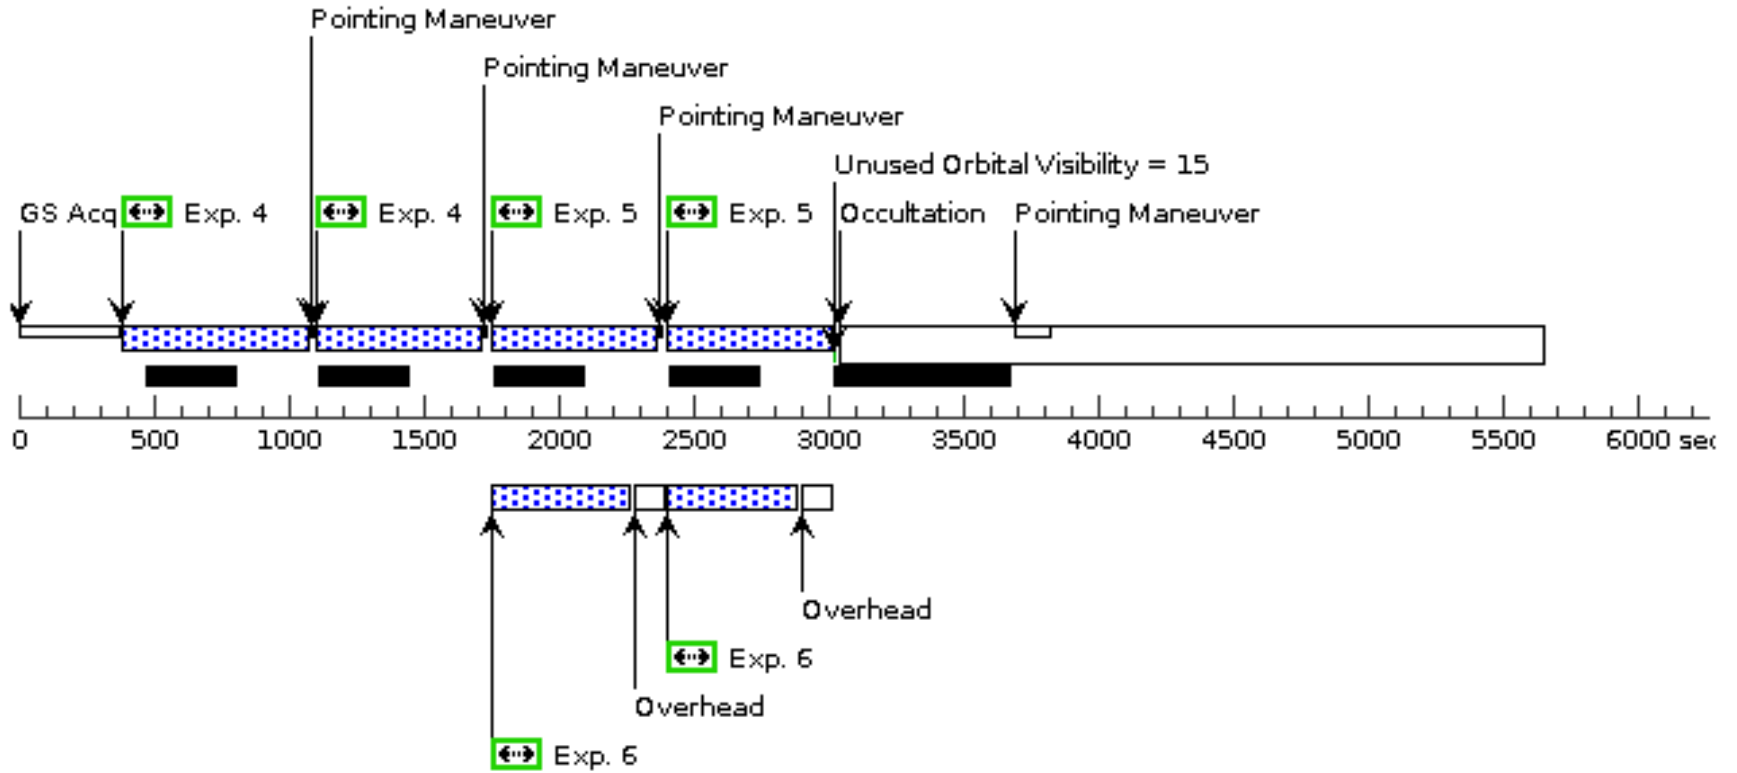 Pointing Maneuver
Pointing Maneuver
Pointing Maneuver
Unused Orbital Visibility = 15
GS Acq Exp. 4 Exp. 4 Exp. 5 Exp. 5 Occultation Pointing Maneuver
0 500 1000 1500 2000 2500 3000 3500 4000 4500 5000 5500 6000 sec
Overhead
Exp. 6
Overhead
Exp. 6